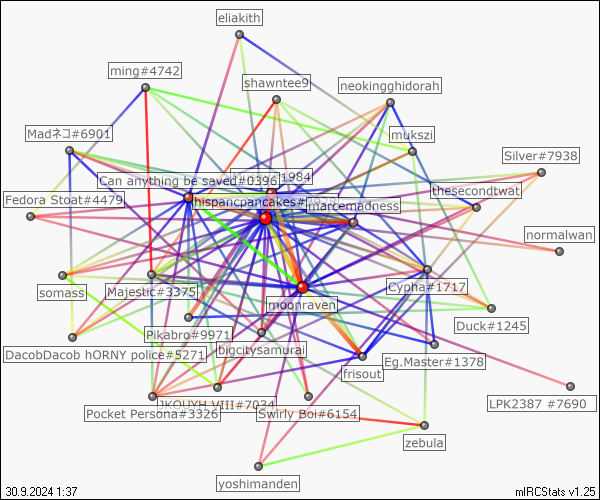 eliakith
ming#4742
shawntee9
neokingghidorah
Madネコ#6901
mukszi
Silver#7938
Can anything be saved#0396
1984
thesecondtwat
Fedora Stoat#4479
hispancpancakes#
marcemadness
normalwan
somass
Majestic#3375
Cypha#1717
moonraven
Duck#1245
Pikabro#9971
DacobDacob hORNY police#5271
bigcitysamurai
Eg.Master#1378
frisout
JKOUYH VIII#7034
LPK2387 #7690
Pocket Persona#3326
Swirly Boi#6154
zebula
yoshimanden
30.9.2024 1:37
mIRCStats v1.25